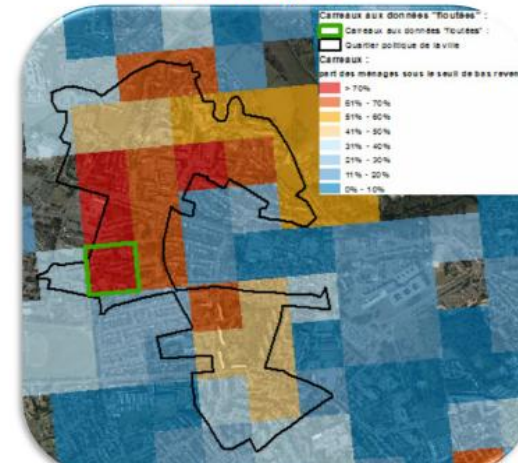 Carreaux aux données "floutées" :
Carreaux aux données "floutées" :
Quartier politique de la ville
Carreaux :
part des ménages sous le seuil de bas reven
> 70%
61% - 70%
51% - 60%
41% - 50%
31% - 40%
21% - 30%
11% - 20%
0% - 10%